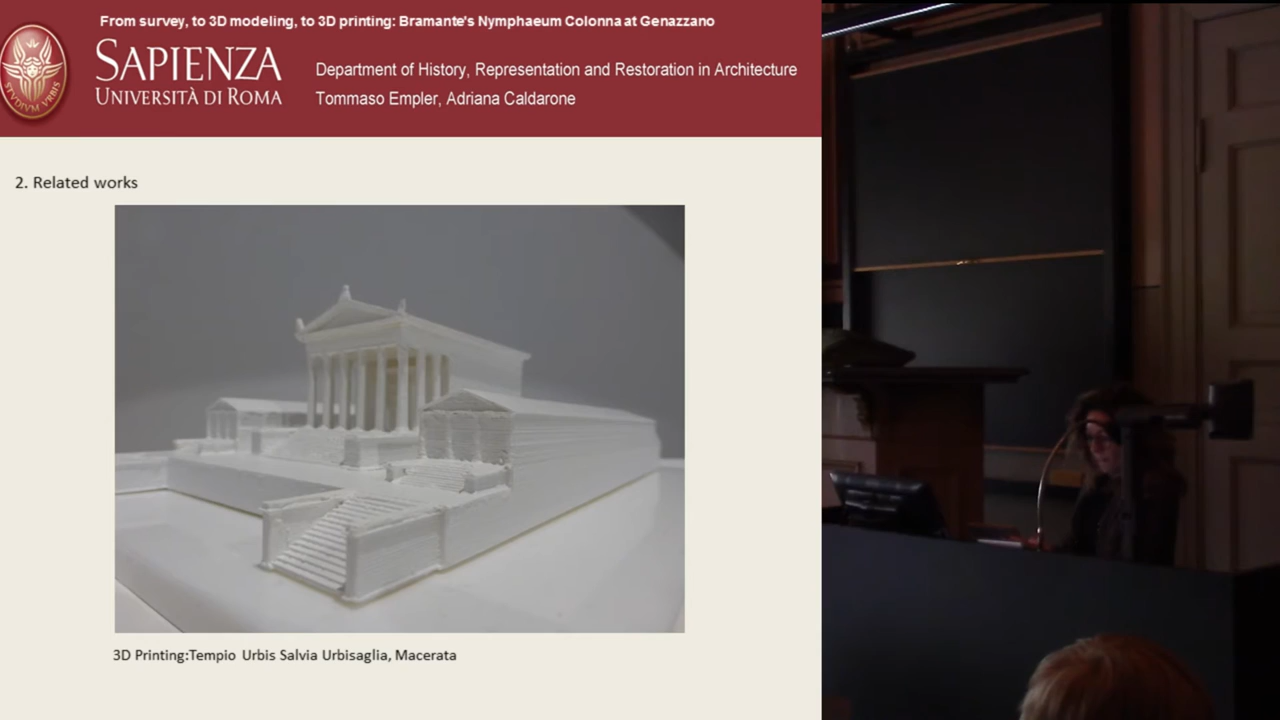 From survey, to 3D modeling, to 3D printing: Bramante's Nymphaeum Colonna at Genazzano
SAPIENZA
UNIVERSITÀ DI ROMA
STVDIVM VRBIS
Department of History, Representation and Restoration in Architecture
Tommaso Empler, Adriana Caldarone
2. Related works
3D Printing:Tempio Urbis Salvia Urbisaglia, Macerata